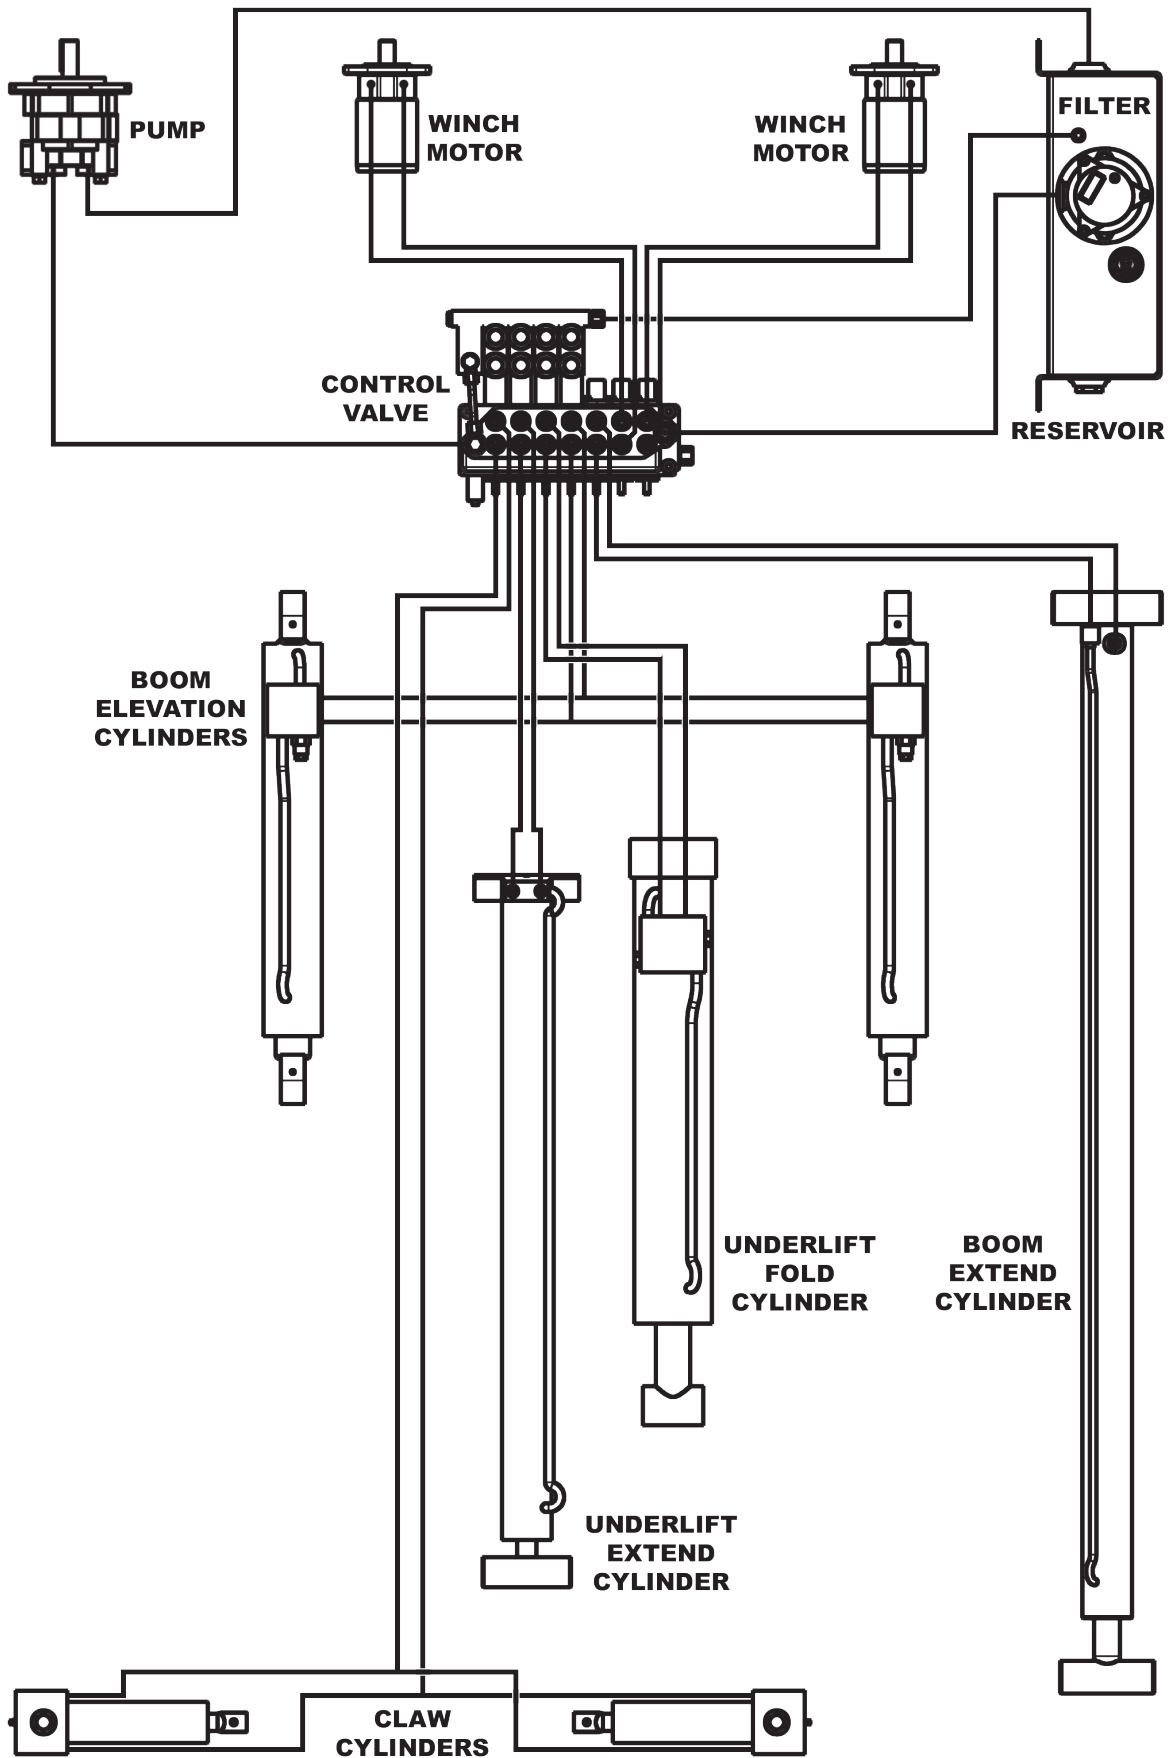 FILTER
PUMP
WINCH
MOTOR
WINCH
MOTOR
CONTROL
VALVE
RESERVOIR
BOOM
ELEVATION
CYLINDERS
UNDERLIFT
FOLD
CYLINDER
BOOM
EXTEND
CYLINDER
UNDERLIFT
EXTEND
CYLINDER
CLAW
CYLINDERS